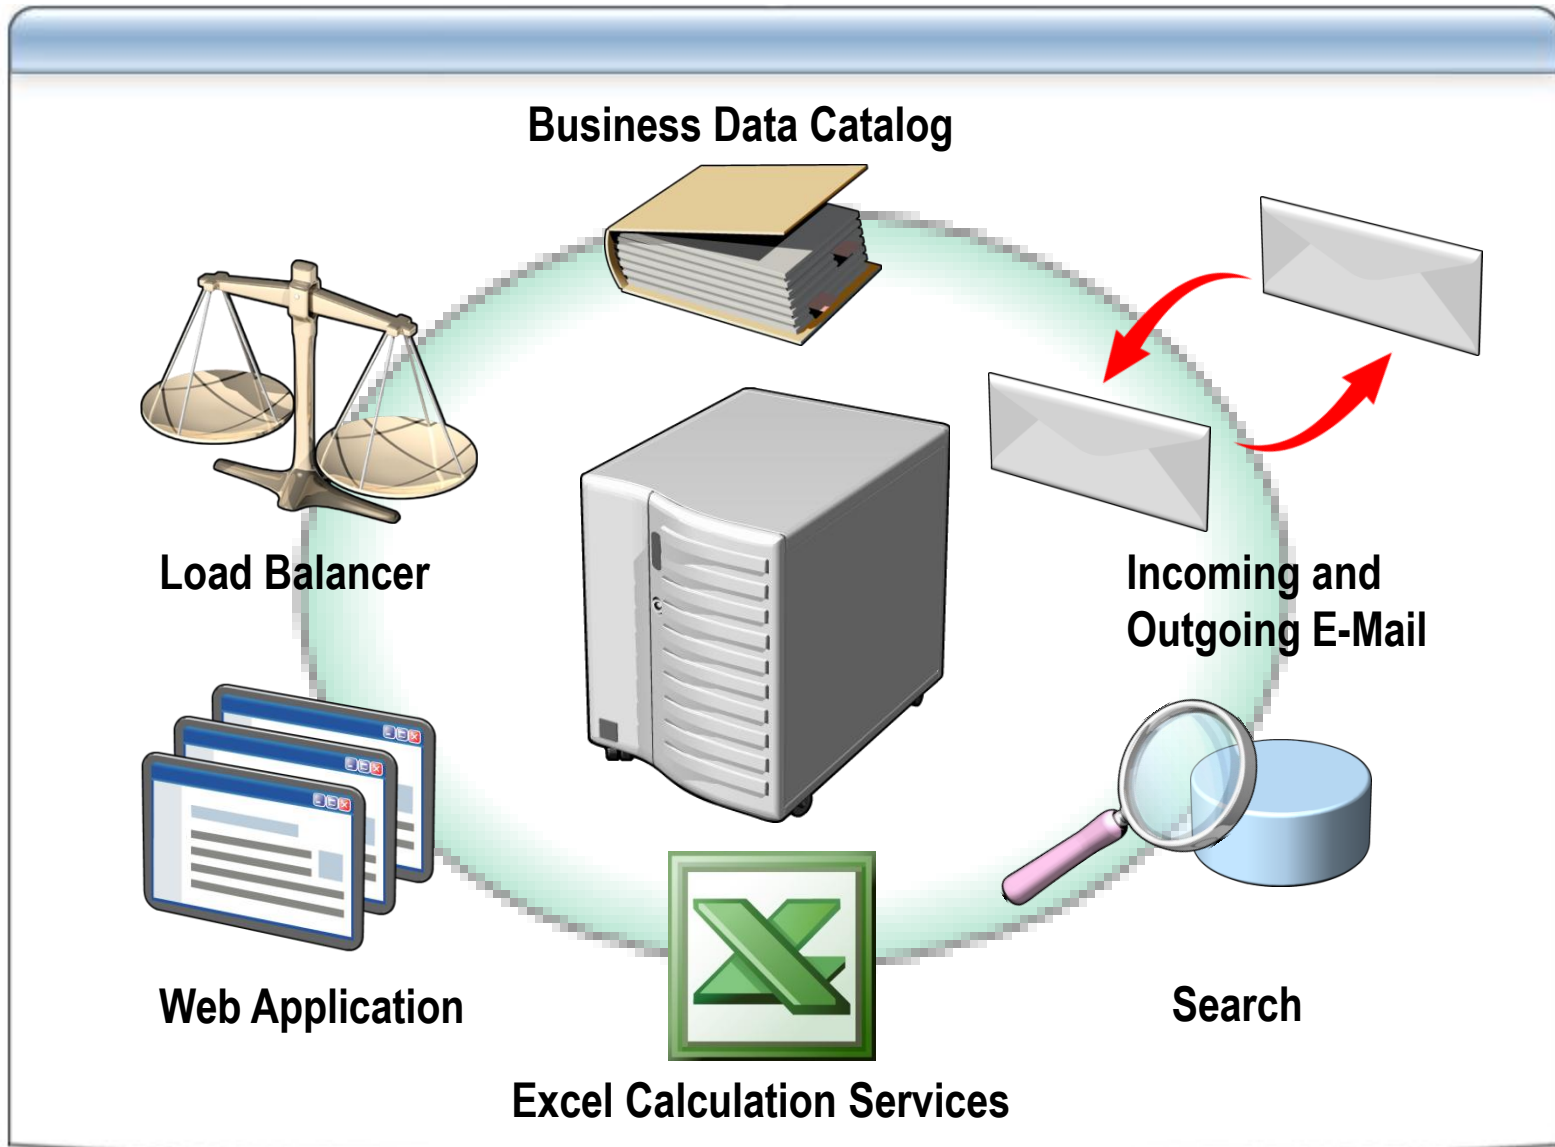 Business Data Catalog
Load Balancer
Incoming and
Outgoing E-Mail
Web Application
Search
Excel Calculation Services